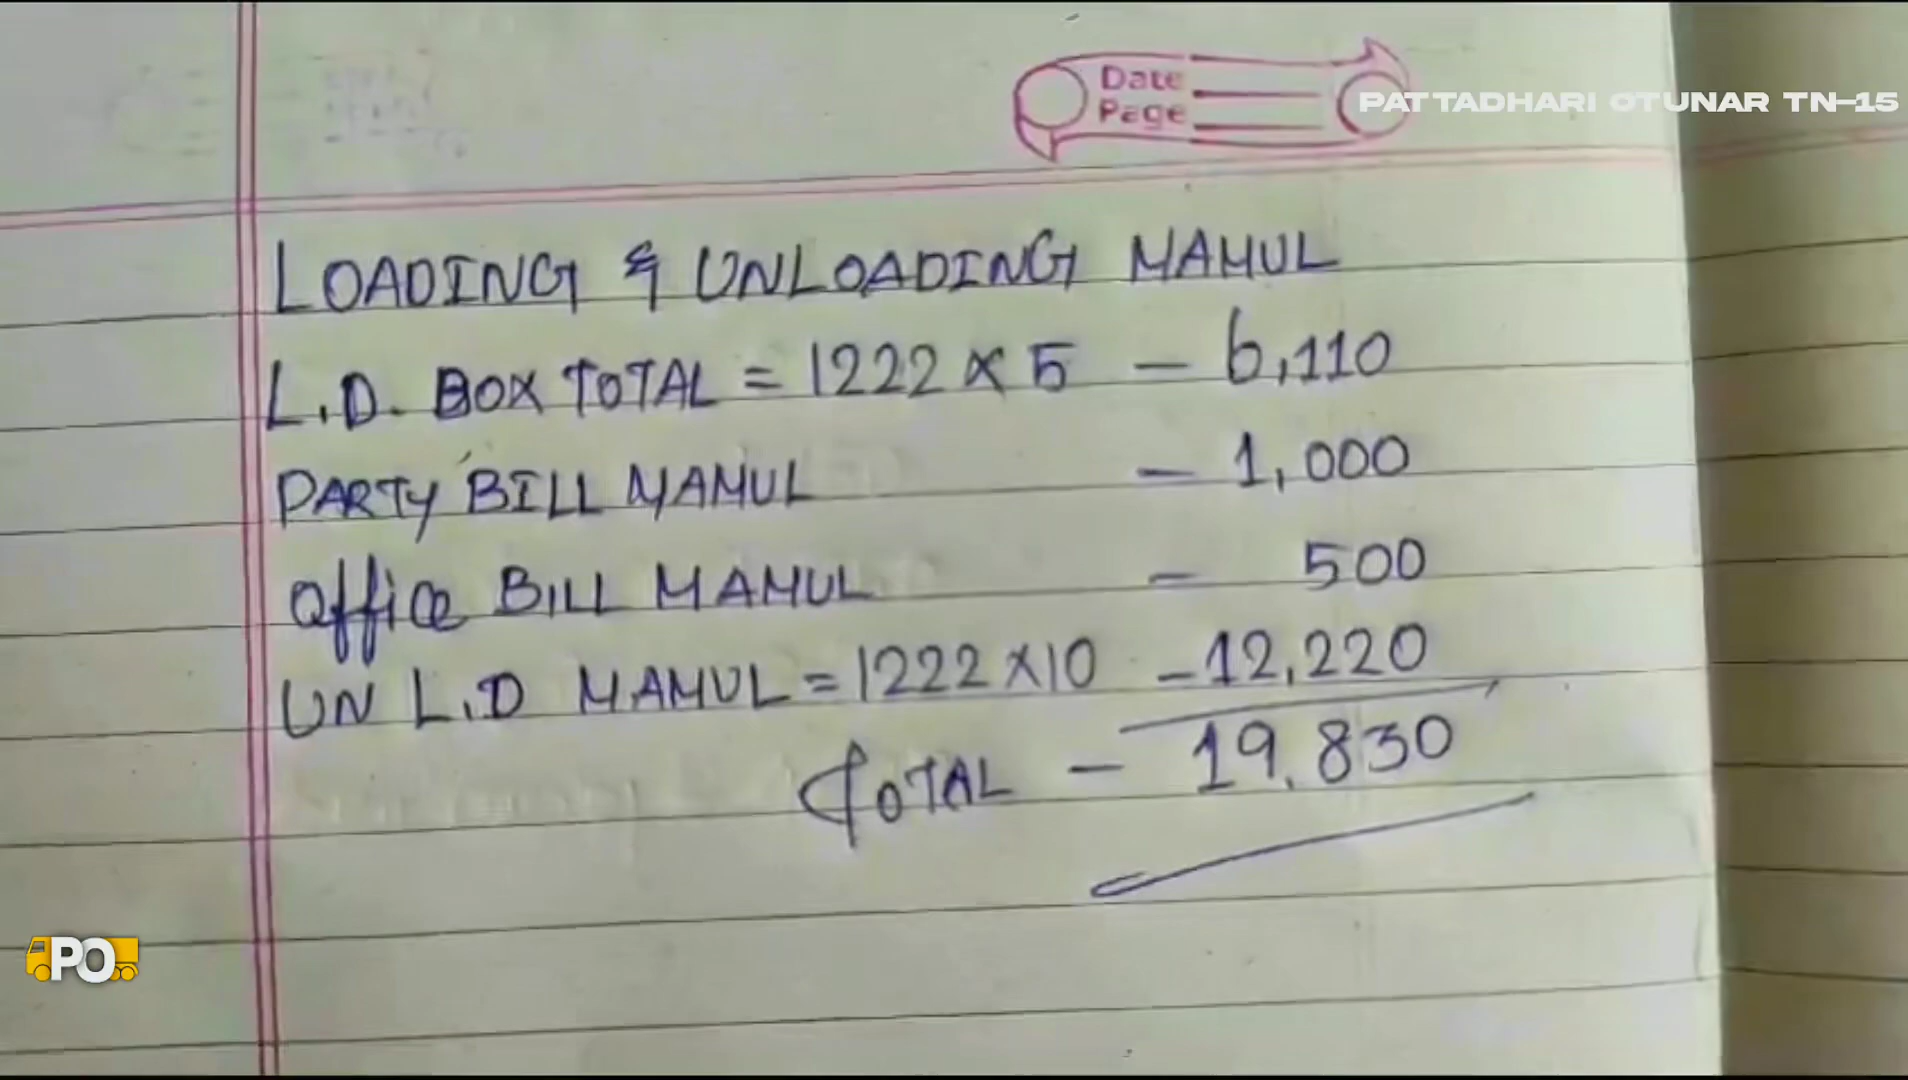 Date
Page
PATTADHARI OTUNAR TN-15
LOADING & UNLOADING MAMUL
L.D. BOX TOTAL = 1222 x 5 - 6,110
PARTY BILL MAMUL - 1,000
Office BILL MAMUL - 500
UN L.D MAMUL = 1222 x 10 - 12,220
TOTAL - 19,830
PO